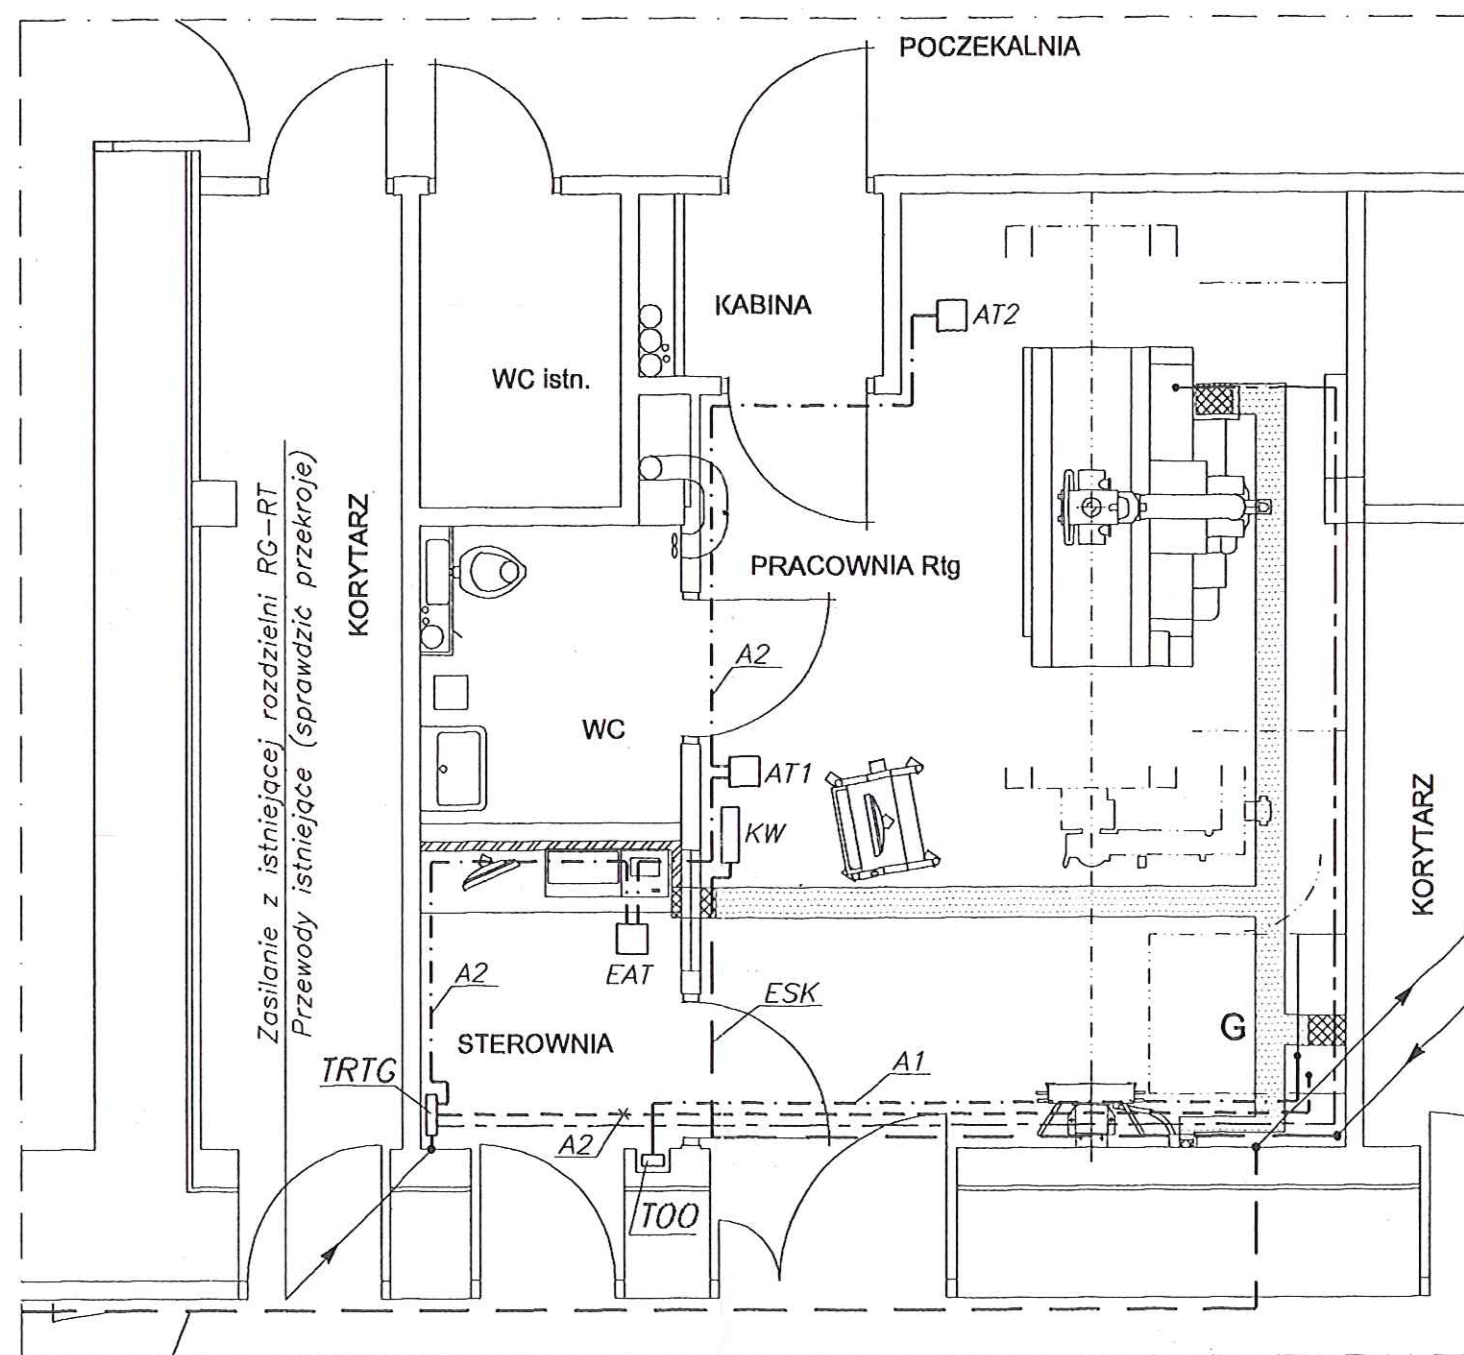 POCZEKALNIA
KABINA
AT2
WC istn.
Zasilanie z istniejącej rozdzielni RG-RT
Przewody istniejące (sprawdzić przekroje)
KORYTARZ
PRACOWNIA Rtg
A2
WC
AT1
KW
KORYTARZ
EAT
A2
ESK
G
STEROWNIA
TRTG
A1
A2
TOO